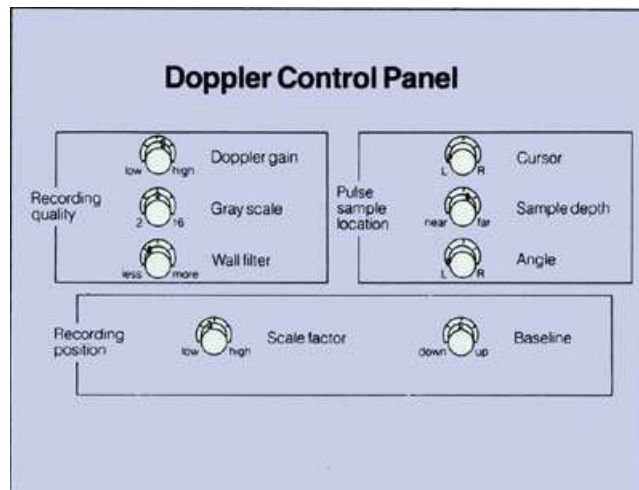 Doppler Control Panel
Recording
quality
low high Doppler gain
2 16 Gray scale
less more Wall filter
Pulse
sample
location
L R Cursor
near far Sample depth
L R Angle
Recording
position
low high Scale factor
down up Baseline